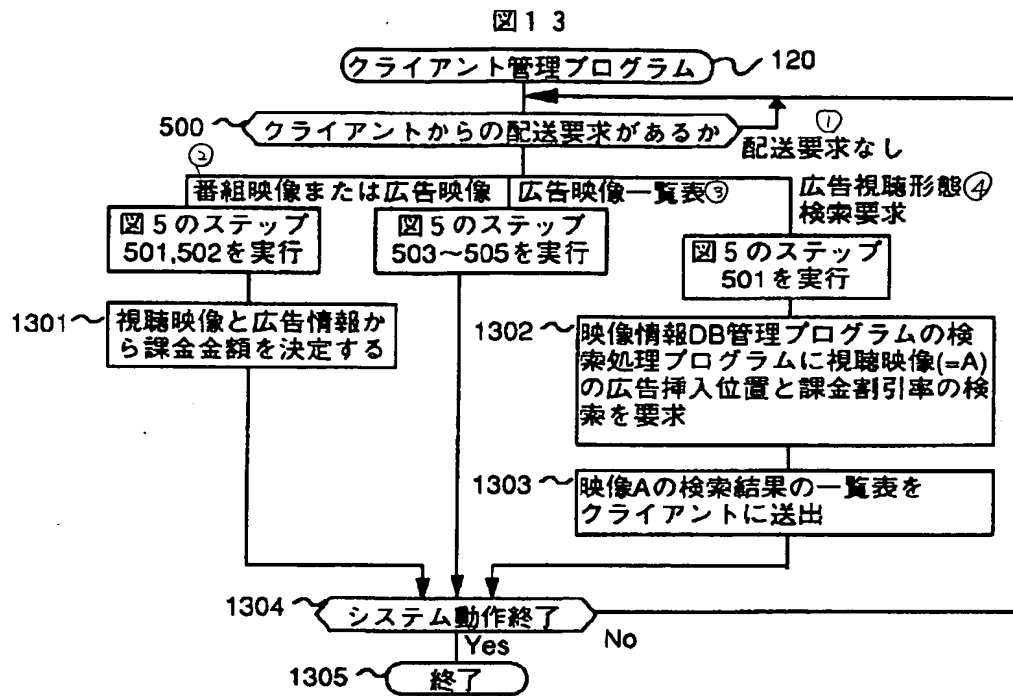 図13
クライアント管理プログラム
120
500
クライアントからの配送要求があるか
①
配送要求なし
②
番組映像または広告映像
広告映像一覧表③
広告視聴形態④
検索要求
図5のステップ
501,502を実行
図5のステップ
503~505を実行
図5のステップ
501を実行
1301
視聴映像と広告情報か
ら課金金額を決定する
1302
映像情報DB管理プログラムの検
索処理プログラムに視聴映像(=A)
の広告挿入位置と課金割引率の検
索を要求
1303
映像Aの検索結果の一覧表を
クライアントに送出
1304
システム動作終了
Yes
No
1305
終了